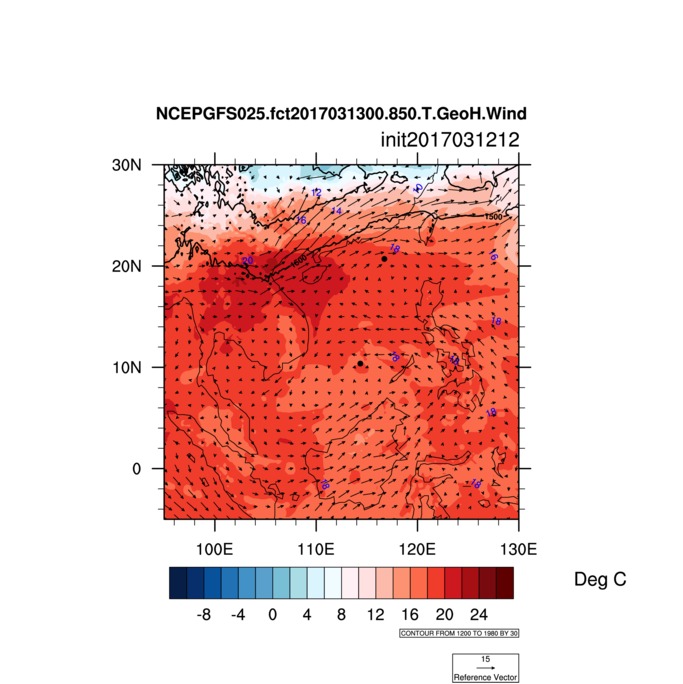 NCEPGFS025.fct2017031300.850.T.GeoH.Wind
init2017031212
30N
20N
10N
0
12
10
14
16
1500
18
20
1500
16
18
18
18
18
18
18
100E
110E
120E
130E
-8 -4 0 4 8 12 16 20 24
Deg C
CONTOUR FROM 1200 TO 1980 BY 30
15
Reference Vector